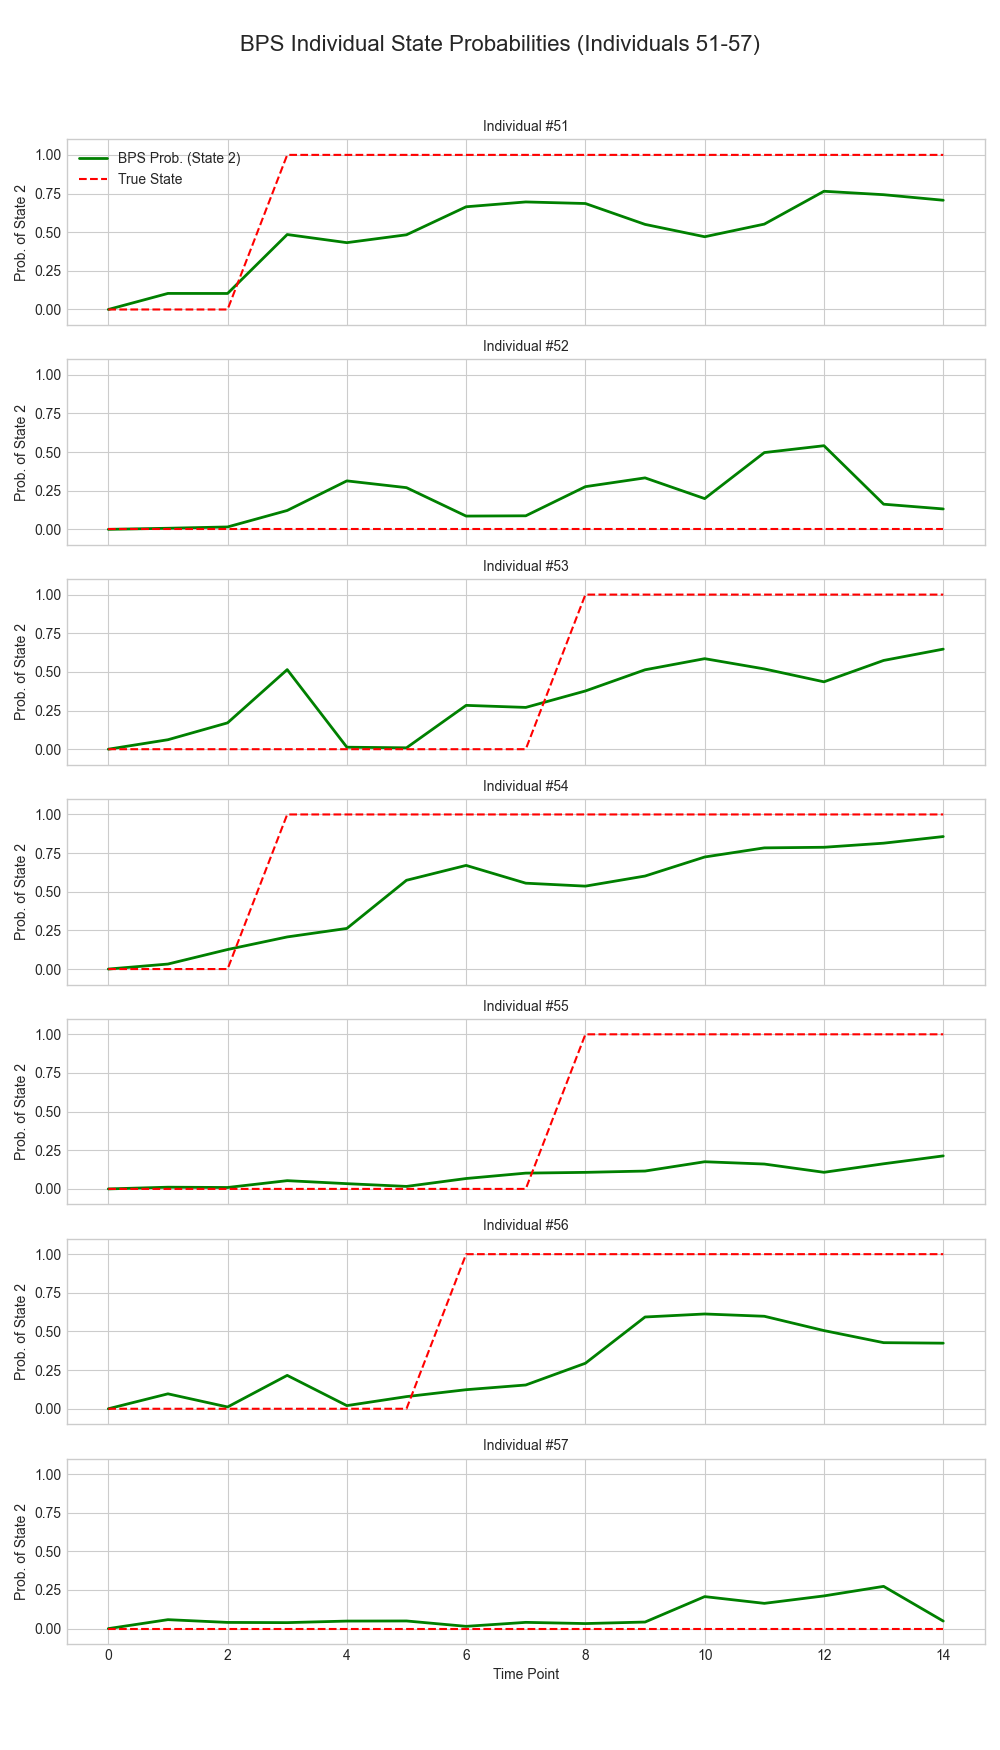 BPS Individual State Probabilities (Individuals 51-57)
Individual #51
BPS Prob. (State 2)
True State
Prob. of State 2
1.00
0.75
0.50
0.25
0.00
Individual #52
Prob. of State 2
1.00
0.75
0.50
0.25
0.00
Individual #53
Prob. of State 2
1.00
0.75
0.50
0.25
0.00
Individual #54
Prob. of State 2
1.00
0.75
0.50
0.25
0.00
Individual #55
Prob. of State 2
1.00
0.75
0.50
0.25
0.00
Individual #56
Prob. of State 2
1.00
0.75
0.50
0.25
0.00
Individual #57
Prob. of State 2
1.00
0.75
0.50
0.25
0.00
0 2 4 6 8 10 12 14
Time Point